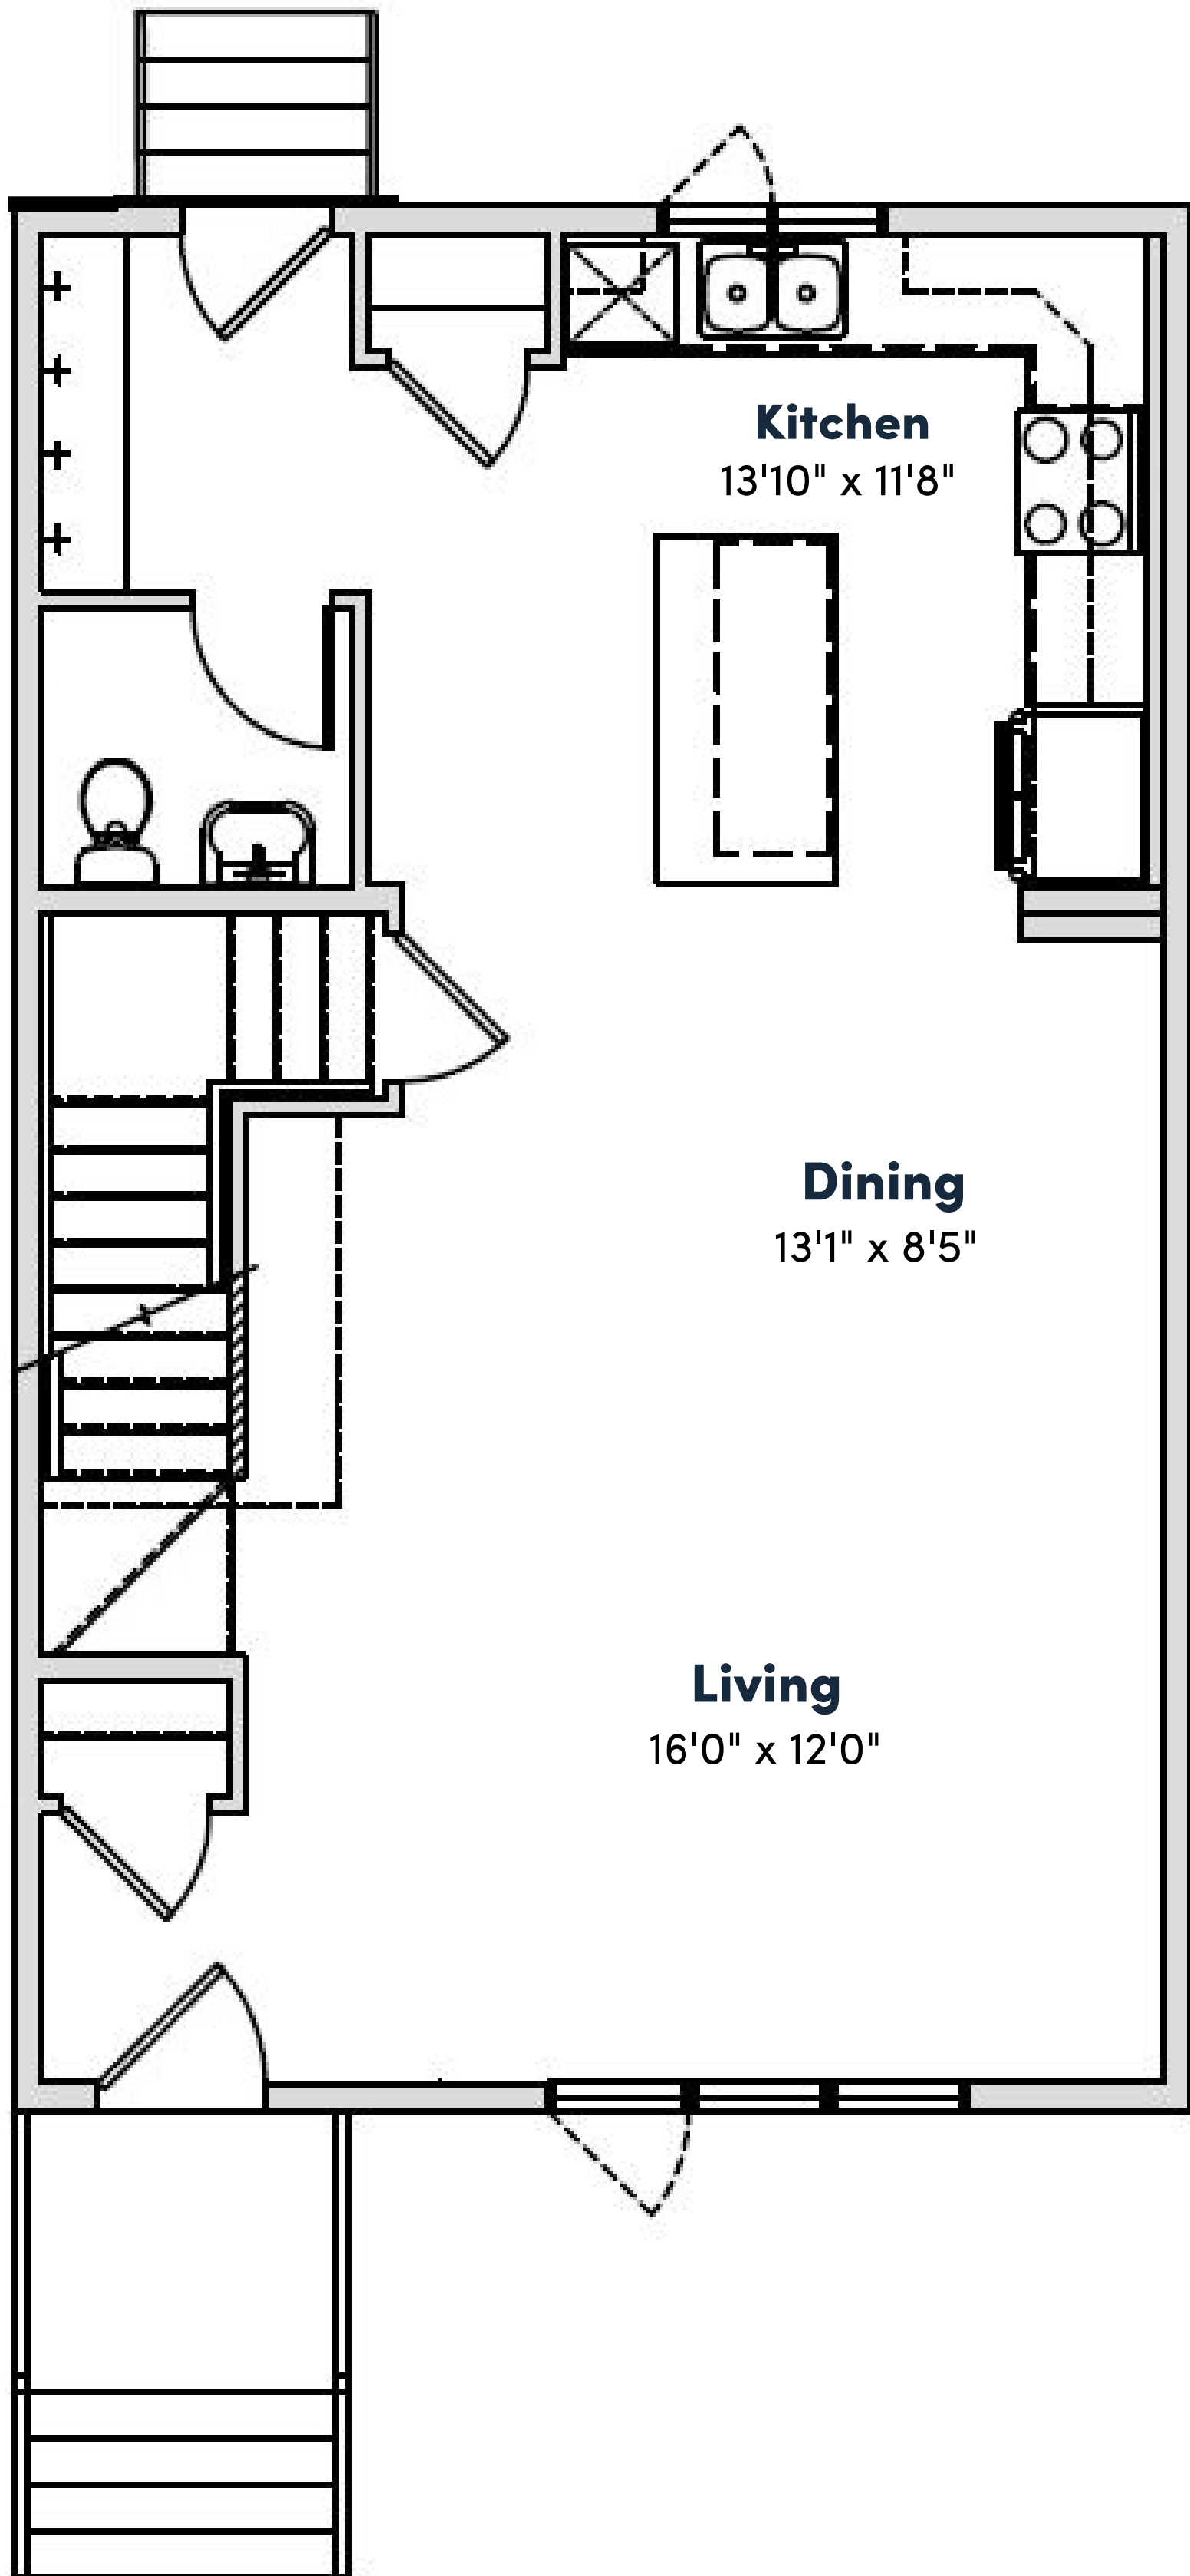 Kitchen
13'10" x 11'8"
Dining
13'1" x 8'5"
Living
16'0" x 12'0"